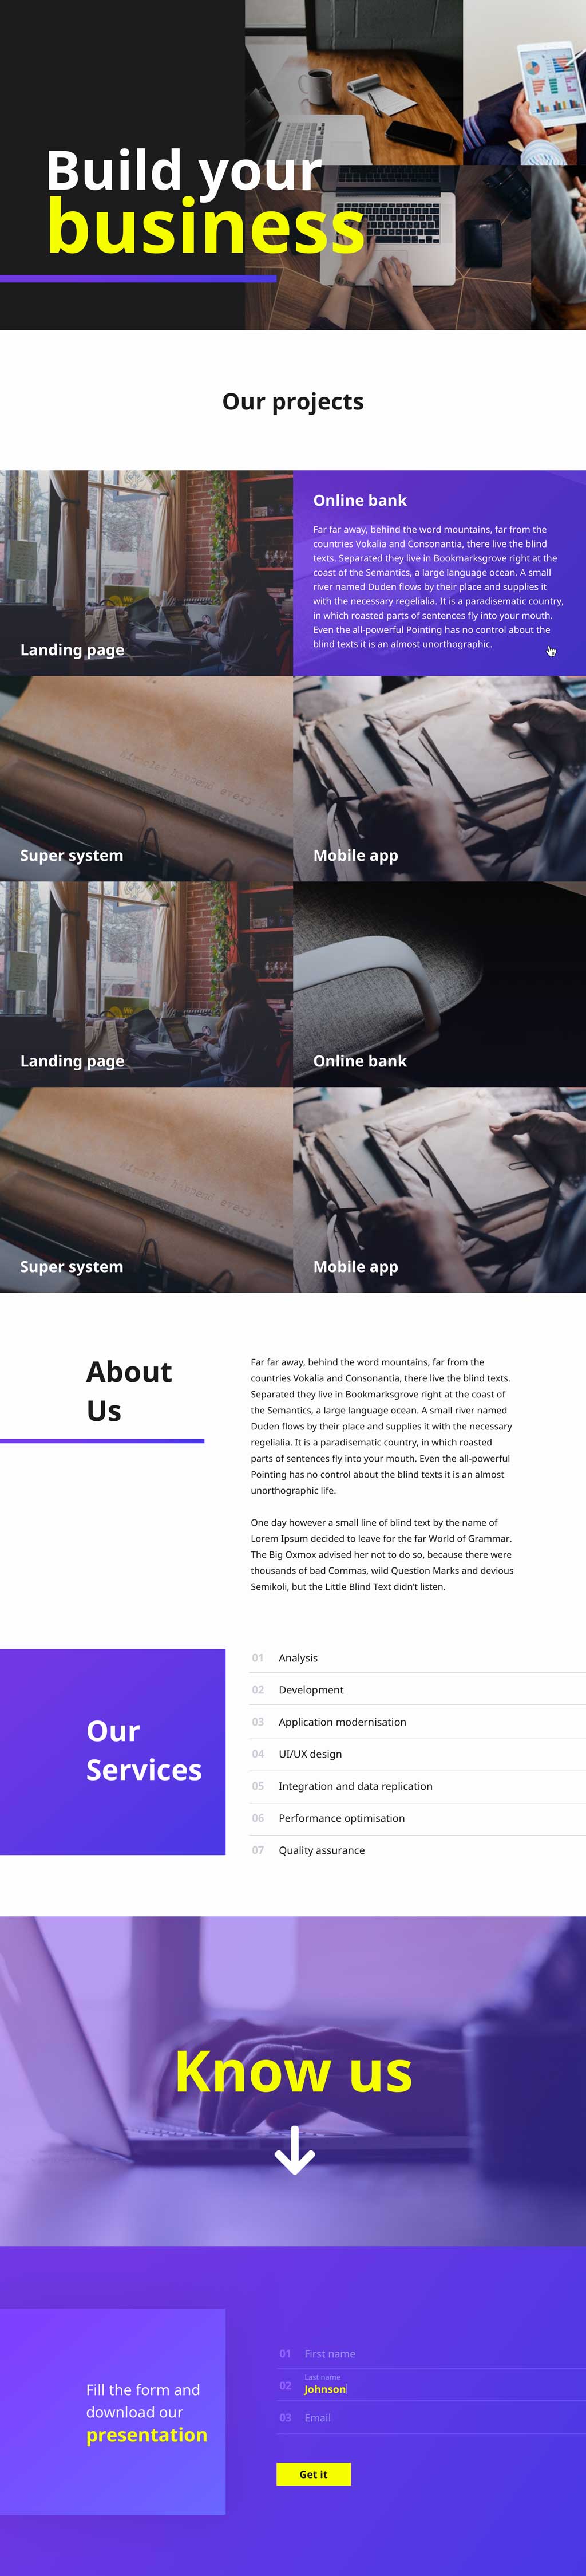 Build your
business
Our projects
Landing page
Online bank
Far far away, behind the word mountains, far from the
countries Vokalia and Consonantia, there live the blind
texts. Separated they live in Bookmarksgrove right at the
coast of the Semantics, a large language ocean. A small
river named Duden flows by their place and supplies it
with the necessary regelialia. It is a paradisematic country,
in which roasted parts of sentences fly into your mouth.
Even the all-powerful Pointing has no control about the
blind texts it is an almost unorthographic.
Super system
Mobile app
Landing page
Online bank
Super system
Mobile app
About
Us
Far far away, behind the word mountains, far from the
countries Vokalia and Consonantia, there live the blind texts.
Separated they live in Bookmarksgrove right at the coast of
the Semantics, a large language ocean. A small river named
Duden flows by their place and supplies it with the necessary
regelialia. It is a paradisematic country, in which roasted
parts of sentences fly into your mouth. Even the all-powerful
Pointing has no control about the blind texts it is an almost
unorthographic life.
One day however a small line of blind text by the name of
Lorem Ipsum decided to leave for the far World of Grammar.
The Big Oxmox advised her not to do so, because there were
thousands of bad Commas, wild Question Marks and devious
Semikoli, but the Little Blind Text didn't listen.
Our
Services
01 Analysis
02 Development
03 Application modernisation
04 UI/UX design
05 Integration and data replication
06 Performance optimisation
07 Quality assurance
Know us
Fill the form and
download our
presentation
01 First name
Last name
02 Johnson
03 Email
Get it